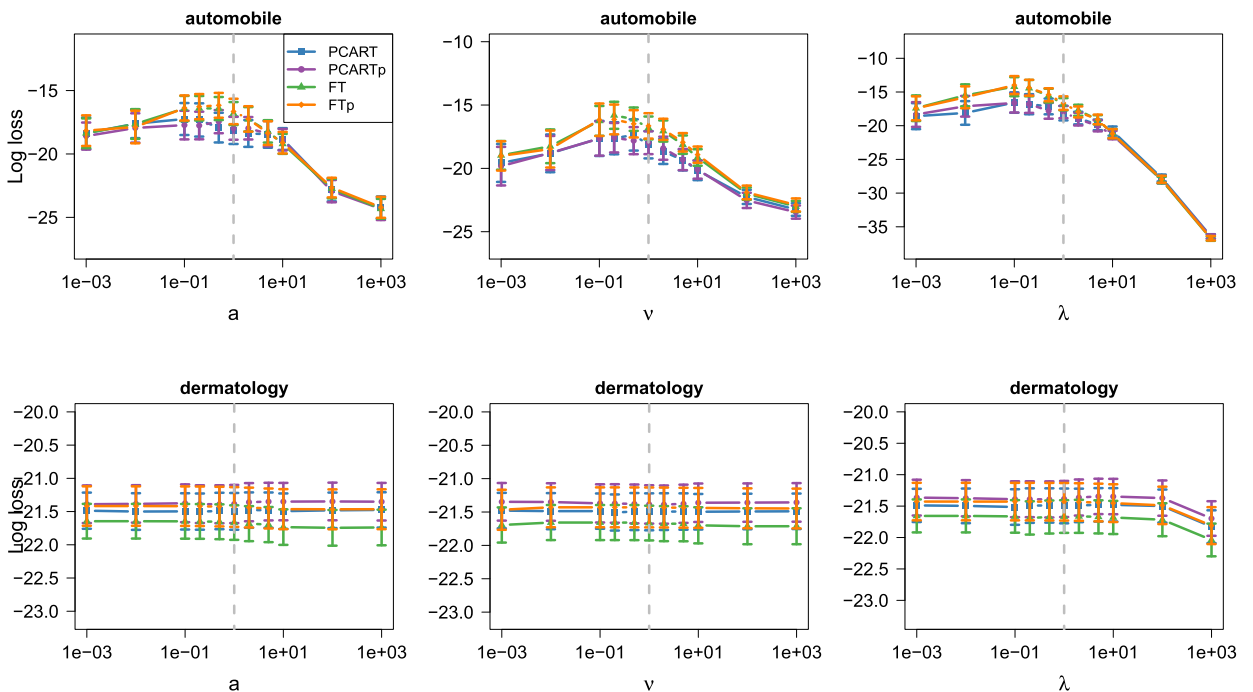 automobile
automobile
automobile
PCART
PCARTp
FT
FTp
Log loss
−15
−20
−25
1e−03
1e−01
1e+01
1e+03
a
−10
−15
−20
−25
1e−03
1e−01
1e+01
1e+03
ν
−10
−15
−20
−25
−30
−35
1e−03
1e−01
1e+01
1e+03
λ
dermatology
dermatology
dermatology
Log loss
−20.0
−20.5
−21.0
−21.5
−22.0
−22.5
−23.0
1e−03
1e−01
1e+01
1e+03
a
−20.0
−20.5
−21.0
−21.5
−22.0
−22.5
−23.0
1e−03
1e−01
1e+01
1e+03
ν
−20.0
−20.5
−21.0
−21.5
−22.0
−22.5
−23.0
1e−03
1e−01
1e+01
1e+03
λ